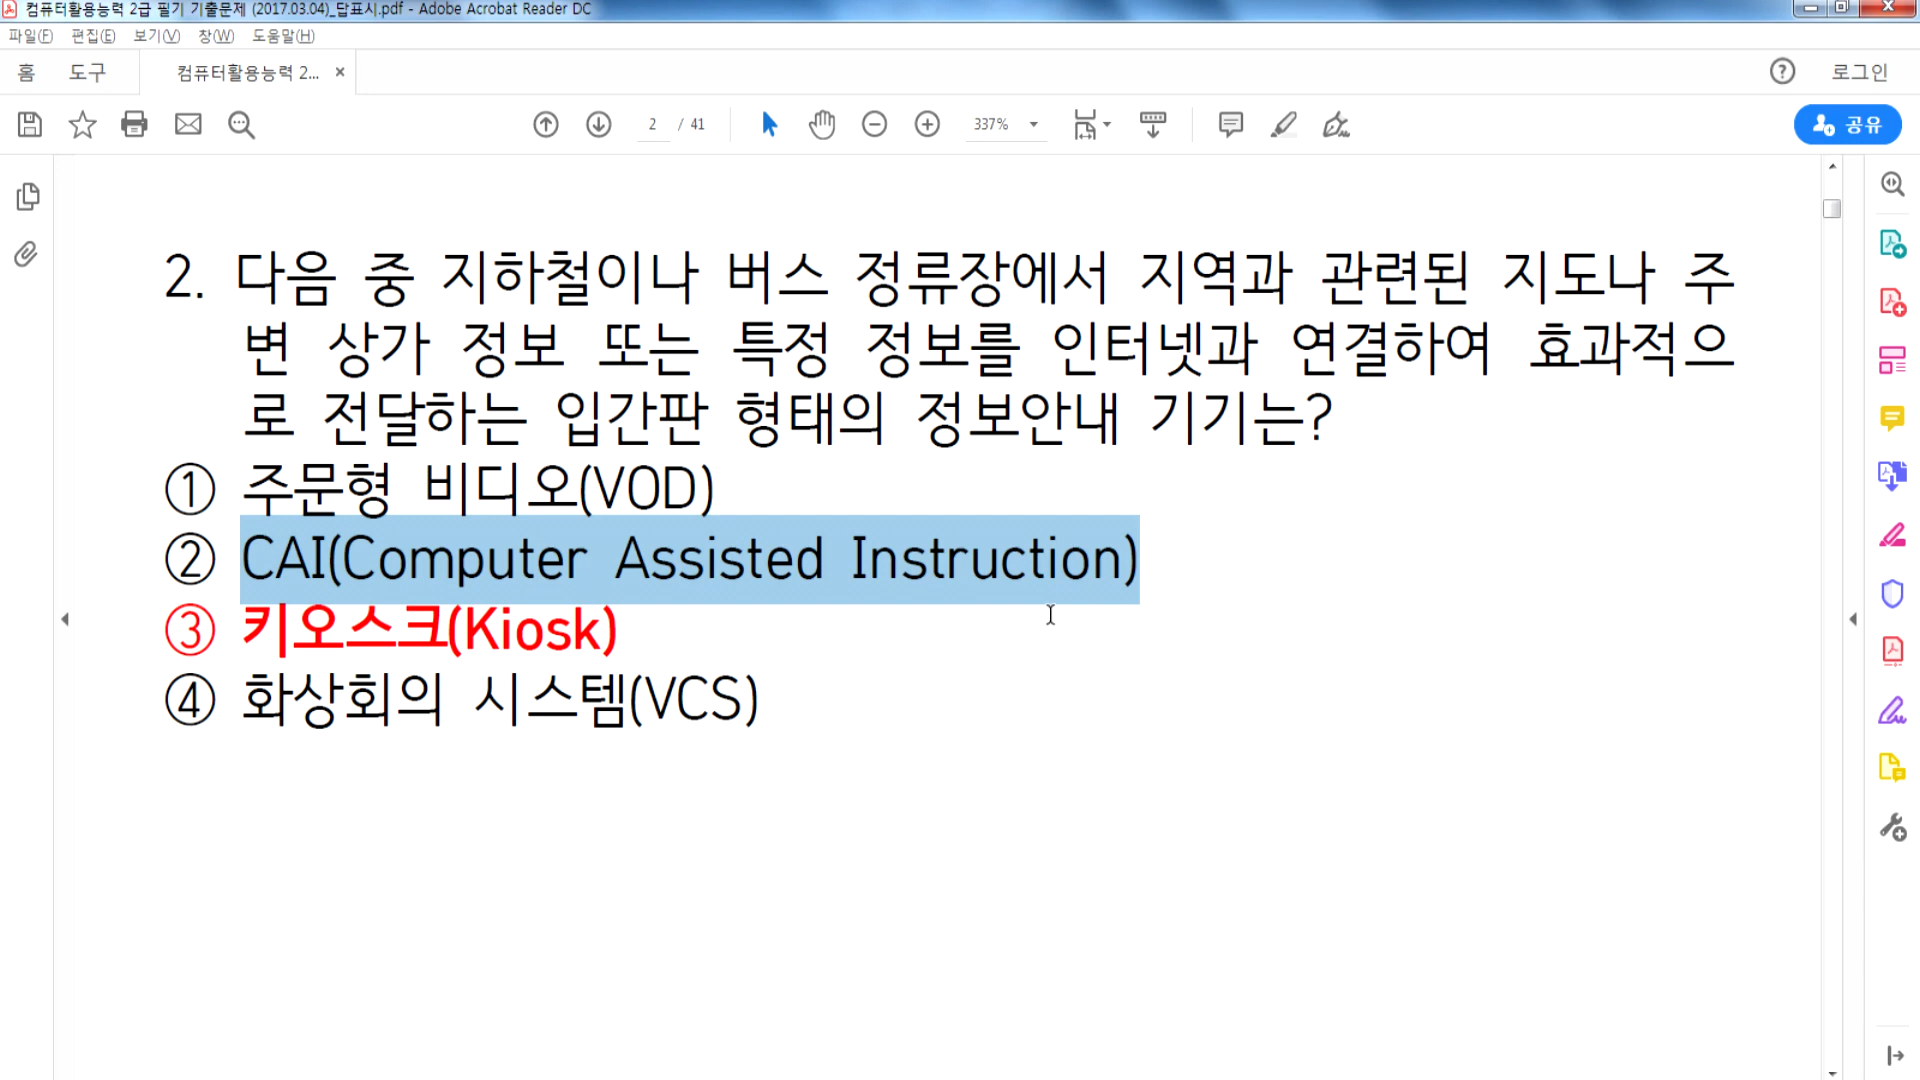 컴퓨터활용능력 2급 필기 기출문제 (2017.03.04)_답표시.pdf - Adobe Acrobat Reader DC
파일(F) 편집(E) 보기(V) 창(W) 도움말(H)
홈 도구 컴퓨터활용능력 2... × 로그인
2 / 41 337% 공유
2. 다음 중 지하철이나 버스 정류장에서 지역과 관련된 지도나 주
변 상가 정보 또는 특정 정보를 인터넷과 연결하여 효과적으
로 전달하는 입간판 형태의 정보안내 기기는?
① 주문형 비디오(VOD)
② CAI(Computer Assisted Instruction)
③ 키오스크(Kiosk)
④ 화상회의 시스템(VCS)